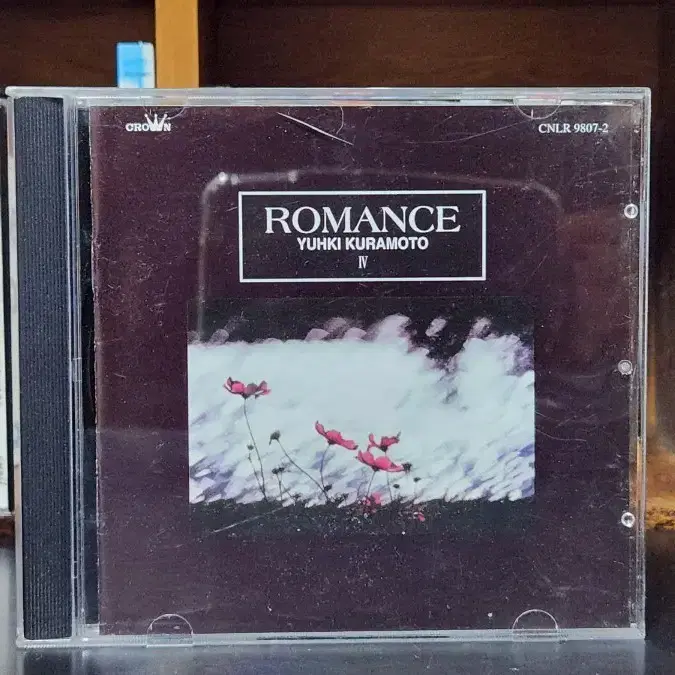 CROWN
CNLR 9807-2
ROMANCE
YUHKI KURAMOTO
IV